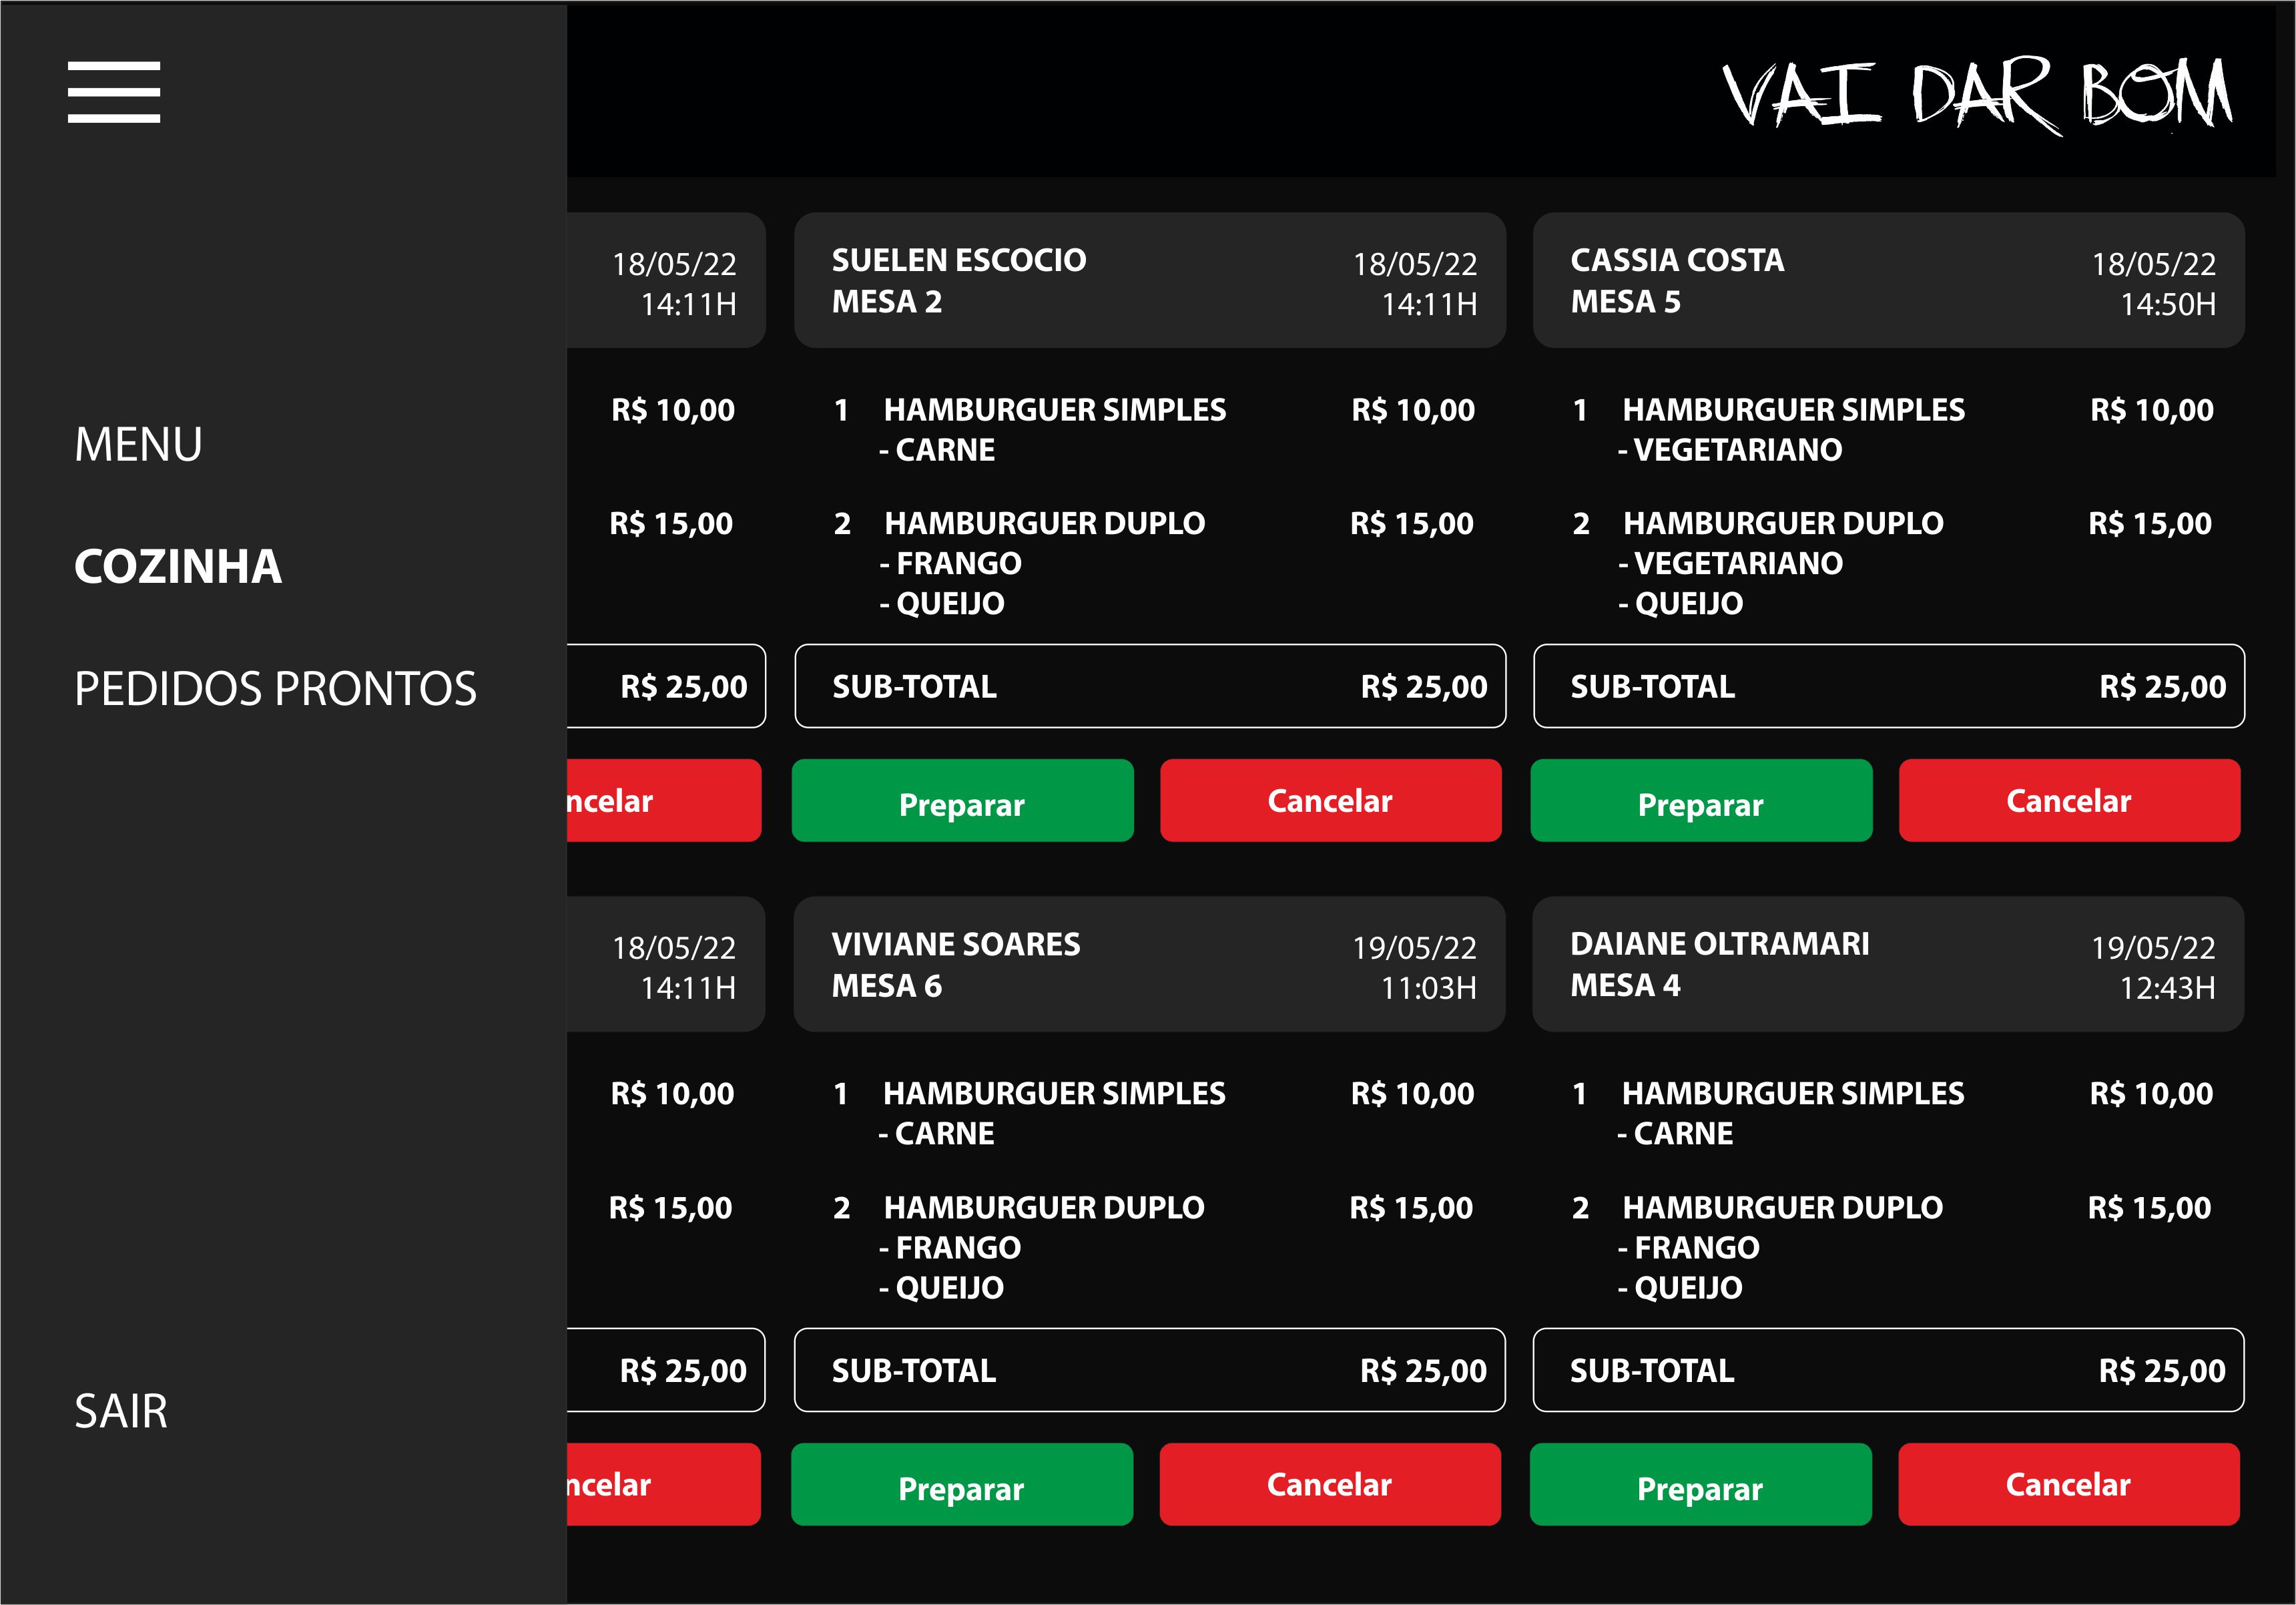 VAI DAR BOM
MENU
COZINHA
PEDIDOS PRONTOS
SAIR
18/05/22
14:11H
R$ 10,00
R$ 15,00
R$ 25,00
ncelar
SUELEN ESCOCIO 18/05/22
MESA 2 14:11H
1 HAMBURGUER SIMPLES R$ 10,00
- CARNE
2 HAMBURGUER DUPLO R$ 15,00
- FRANGO
- QUEIJO
SUB-TOTAL R$ 25,00
Preparar Cancelar
CASSIA COSTA 18/05/22
MESA 5 14:50H
1 HAMBURGUER SIMPLES R$ 10,00
- VEGETARIANO
2 HAMBURGUER DUPLO R$ 15,00
- VEGETARIANO
- QUEIJO
SUB-TOTAL R$ 25,00
Preparar Cancelar
18/05/22
14:11H
R$ 10,00
R$ 15,00
R$ 25,00
ncelar
VIVIANE SOARES 19/05/22
MESA 6 11:03H
1 HAMBURGUER SIMPLES R$ 10,00
- CARNE
2 HAMBURGUER DUPLO R$ 15,00
- FRANGO
- QUEIJO
SUB-TOTAL R$ 25,00
Preparar Cancelar
DAIANE OLTRAMARI 19/05/22
MESA 4 12:43H
1 HAMBURGUER SIMPLES R$ 10,00
- CARNE
2 HAMBURGUER DUPLO R$ 15,00
- FRANGO
- QUEIJO
SUB-TOTAL R$ 25,00
Preparar Cancelar